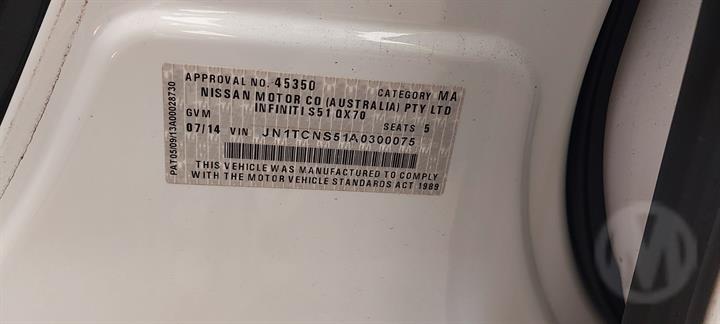 APPROVAL NO. 45350 CATEGORY MA
NISSAN MOTOR CO (AUSTRALIA) PTY LTD
INFINITI S51 QX70
GVM SEATS 5
07/14 VIN JN1TCNS51A0300075
THIS VEHICLE WAS MANUFACTURED TO COMPLY
WITH THE MOTOR VEHICLE STANDARDS ACT 1989
PAT05/09/13A00028730
M